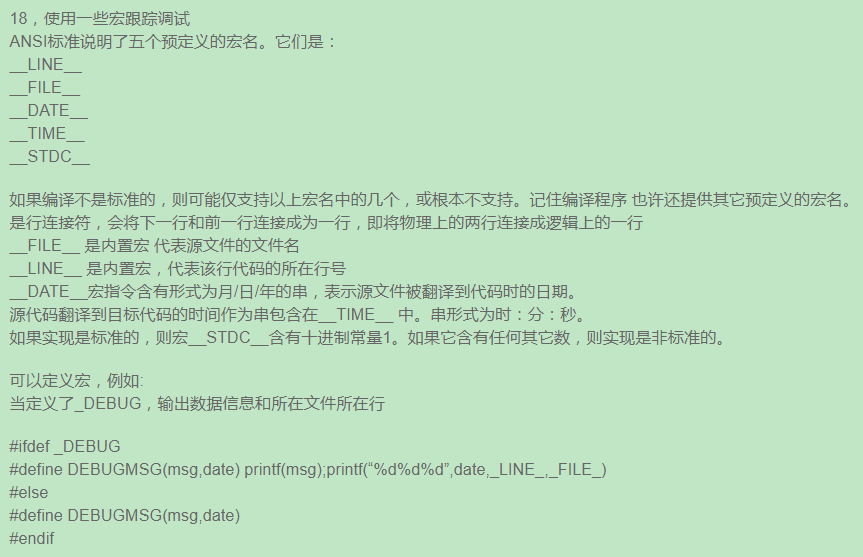 18，使用一些宏跟踪调试
ANSI标准说明了五个预定义的宏名。它们是：
__LINE__
__FILE__
__DATE__
__TIME__
__STDC__
如果编译不是标准的，则可能仅支持以上宏名中的几个，或根本不支持。记住编译程序 也许还提供其它预定义的宏名。
是行连接符，会将下一行和前一行连接成为一行，即将物理上的两行连接成逻辑上的一行
__FILE__ 是内置宏 代表源文件的文件名
__LINE__ 是内置宏，代表该行代码的所在行号
__DATE__宏指令含有形式为月/日/年的串，表示源文件被翻译到代码时的日期。
源代码翻译到目标代码的时间作为串包含在__TIME__ 中。串形式为时：分：秒。
如果实现是标准的，则宏__STDC__含有十进制常量1。如果它含有任何其它数，则实现是非标准的。
可以定义宏，例如:
当定义了_DEBUG，输出数据信息和所在文件所在行
#ifdef _DEBUG
#define DEBUGMSG(msg,date) printf(msg);printf(“%d%d%d”,date,_LINE_,_FILE_)
#else
#define DEBUGMSG(msg,date)
#endif